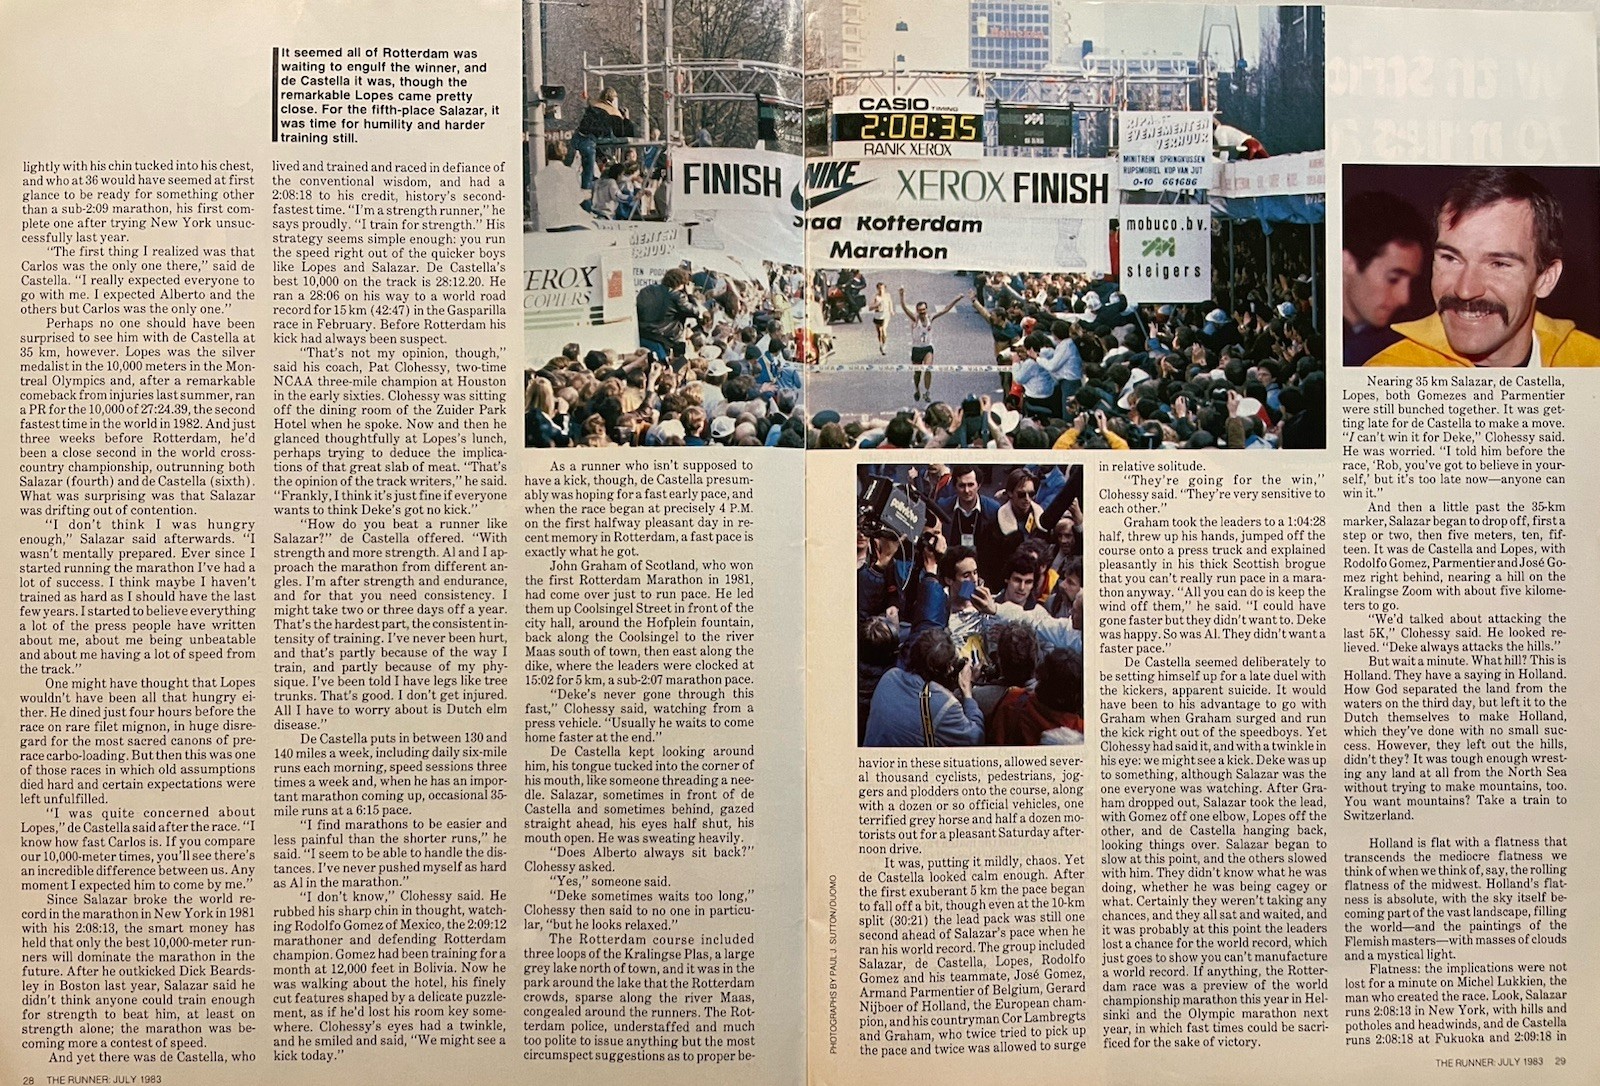 It seemed all of Rotterdam was
waiting to engulf the winner, and
de Castella it was, though the
remarkable Lopes came pretty
close. For the fifth-place Salazar, it
was time for humility and harder
training still.
lightly with his chin tucked into his chest,
and who at 36 would have seemed at first
glance to be ready for something other
than a sub-2:09 marathon, his first com-
plete one after trying New York unsuc-
cessfully last year.
"The first thing I realized was that
Carlos was the only one there," said de
Castella. "I really expected everyone to
go with me. I expected Alberto and the
others but Carlos was the only one."
Perhaps no one should have been
surprised to see him with de Castella at
35 km, however. Lopes was the silver
medalist in the 10,000 meters in the Mon-
treal Olympics and, after a remarkable
comeback from injuries last summer, ran
a PR for the 10,000 of 27:24.39, the second
fastest time in the world in 1982. And just
three weeks before Rotterdam, he'd
been a close second in the world cross-
country championship, outrunning both
Salazar (fourth) and de Castella (sixth).
What was surprising was that Salazar
was drifting out of contention.
"I don't think I was hungry
enough," Salazar said afterwards. "I
wasn't mentally prepared. Ever since I
started running the marathon I've had a
lot of success. I think maybe I haven't
trained as hard as I should have the last
few years. I started to believe everything
a lot of the press people have written
about me, about me being unbeatable
and about me having a lot of speed from
the track."
One might have thought that Lopes
wouldn't have been all that hungry ei-
ther. He dined just four hours before the
race on rare filet mignon, in huge disre-
gard for the most sacred canons of pre-
race carbo-loading. But then this was one
of those races in which old assumptions
died hard and certain expectations were
left unfulfilled.
"I was quite concerned about
Lopes," de Castella said after the race. "I
know how fast Carlos is. If you compare
our 10,000-meter times, you'll see there's
an incredible difference between us. Any
moment I expected him to come by me."
Since Salazar broke the world re-
cord in the marathon in New York in 1981
with his 2:08:13, the smart money has
held that only the best 10,000-meter run-
ners will dominate the marathon in the
future. After he outkicked Dick Beards-
ley in Boston last year, Salazar said he
didn't think anyone could train enough
for strength to beat him, at least on
strength alone; the marathon was be-
coming more a contest of speed.
And yet there was de Castella, who
28 THE RUNNER: JULY 1983
lived and trained and raced in defiance of
the conventional wisdom, and had a
2:08:18 to his credit, history's second-
fastest time. "I'm a strength runner," he
says proudly. "I train for strength." His
strategy seems simple enough: you run
the speed right out of the quicker boys
like Lopes and Salazar. De Castella's
best 10,000 on the track is 28:12.20. He
ran a 28:06 on his way to a world road
record for 15 km (42:47) in the Gasparilla
race in February. Before Rotterdam his
kick had always been suspect.
"That's not my opinion, though,"
said his coach, Pat Clohessy, two-time
NCAA three-mile champion at Houston
in the early sixties. Clohessy was sitting
off the dining room of the Zuider Park
Hotel when he spoke. Now and then he
glanced thoughtfully at Lopes's lunch,
perhaps trying to deduce the implica-
tions of that great slab of meat. "That's
the opinion of the track writers," he said.
"Frankly, I think it's just fine if everyone
wants to think Deke's got no kick."
"How do you beat a runner like
Salazar?" de Castella offered. "With
strength and more strength. Al and I ap-
proach the marathon from different an-
gles. I'm after strength and endurance,
and for that you need consistency. I
might take two or three days off a year.
That's the hardest part, the consistent in-
tensity of training. I've never been hurt,
and that's partly because of the way I
train, and partly because of my phy-
sique. I've been told I have legs like tree
trunks. That's good. I don't get injured.
All I have to worry about is Dutch elm
disease."
De Castella puts in between 130 and
140 miles a week, including daily six-mile
runs each morning, speed sessions three
times a week and, when he has an impor-
tant marathon coming up, occasional 35-
mile runs at a 6:15 pace.
"I find marathons to be easier and
less painful than the shorter runs," he
said. "I seem to be able to handle the dis-
tances. I've never pushed myself as hard
as Al in the marathon."
"I don't know," Clohessy said. He
rubbed his sharp chin in thought, watch-
ing Rodolfo Gomez of Mexico, the 2:09:12
marathoner and defending Rotterdam
champion. Gomez had been training for a
month at 12,000 feet in Bolivia. Now he
was walking about the hotel, his finely
cut features shaped by a delicate puzzle-
ment, as if he'd lost his room key some-
where. Clohessy's eyes had a twinkle,
and he smiled and said, "We might see a
kick today."
CASIO TIMING
2:08:35
RANK XEROX
FINISH
NIKE
XEROX FINISH
Rotterdam
Marathon
EVENEMENTEN
VERHUUR
MINITREIN SPRINGKUSSEN
RUPSMOBIEL KOP VAN JUT
0-10 661686
mobuco.b.v.
steigers
XEROX
COPIERS
As a runner who isn't supposed to
have a kick, though, de Castella presum-
ably was hoping for a fast early pace, and
when the race began at precisely 4 P.M.
on the first halfway pleasant day in re-
cent memory in Rotterdam, a fast pace is
exactly what he got.
John Graham of Scotland, who won
the first Rotterdam Marathon in 1981,
had come over just to run pace. He led
them up Coolsingel Street in front of the
city hall, around the Hofplein fountain,
back along the Coolsingel to the river
Maas south of town, then east along the
dike, where the leaders were clocked at
15:02 for 5 km, a sub-2:07 marathon pace.
"Deke's never gone through this
fast," Clohessy said, watching from a
press vehicle. "Usually he waits to come
home faster at the end."
De Castella kept looking around
him, his tongue tucked into the corner of
his mouth, like someone threading a nee-
dle. Salazar, sometimes in front of de
Castella and sometimes behind, gazed
straight ahead, his eyes half shut, his
mouth open. He was sweating heavily.
"Does Alberto always sit back?"
Clohessy asked.
"Yes," someone said.
"Deke sometimes waits too long,"
Clohessy then said to no one in particu-
lar, "but he looks relaxed."
The Rotterdam course included
three loops of the Kralingse Plas, a large
grey lake north of town, and it was in the
park around the lake that the Rotterdam
crowds, sparse along the river Maas,
congealed around the runners. The Rot-
terdam police, understaffed and much
too polite to issue anything but the most
circumspect suggestions as to proper be-
PHOTOGRAPHS BY PAUL J. SUTTON/DUOMO
havior in these situations, allowed sever-
al thousand cyclists, pedestrians, jog-
gers and plodders onto the course, along
with a dozen or so official vehicles, one
terrified grey horse and half a dozen mo-
torists out for a pleasant Saturday after-
noon drive.
It was, putting it mildly, chaos. Yet
de Castella looked calm enough. After
the first exuberant 5 km the pace began
to fall off a bit, though even at the 10-km
split (30:21) the lead pack was still one
second ahead of Salazar's pace when he
ran his world record. The group included
Salazar, de Castella, Lopes, Rodolfo
Gomez and his teammate, José Gomez,
Armand Parmentier of Belgium, Gerard
Nijboer of Holland, the European cham-
pion, and his countryman Cor Lambregts
and Graham, who twice tried to pick up
the pace and twice was allowed to surge
in relative solitude.
"They're going for the win,"
Clohessy said. "They're very sensitive to
each other."
Graham took the leaders to a 1:04:28
half, threw up his hands, jumped off the
course onto a press truck and explained
pleasantly in his thick Scottish brogue
that you can't really run pace in a mara-
thon anyway. "All you can do is keep the
wind off them," he said. "I could have
gone faster but they didn't want to. Deke
was happy. So was Al. They didn't want a
faster pace."
De Castella seemed deliberately to
be setting himself up for a late duel with
the kickers, apparent suicide. It would
have been to his advantage to go with
Graham when Graham surged and run
the kick right out of the speedboys. Yet
Clohessy had said it, and with a twinkle in
his eye: we might see a kick. Deke was up
to something, although Salazar was the
one everyone was watching. After Gra-
ham dropped out, Salazar took the lead,
with Gomez off one elbow, Lopes off the
other, and de Castella hanging back,
looking things over. Salazar began to
slow at this point, and the others slowed
with him. They didn't know what he was
doing, whether he was being cagey or
what. Certainly they weren't taking any
chances, and they all sat and waited, and
it was probably at this point the leaders
lost a chance for the world record, which
just goes to show you can't manufacture
a world record. If anything, the Rotter-
dam race was a preview of the world
championship marathon this year in Hel-
sinki and the Olympic marathon next
year, in which fast times could be sacri-
ficed for the sake of victory.
Nearing 35 km Salazar, de Castella,
Lopes, both Gomezes and Parmentier
were still bunched together. It was get-
ting late for de Castella to make a move.
"I can't win it for Deke," Clohessy said.
He was worried. "I told him before the
race, 'Rob, you've got to believe in your-
self,' but it's too late now—anyone can
win it."
And then a little past the 35-km
marker, Salazar began to drop off, first a
step or two, then five meters, ten, fif-
teen. It was de Castella and Lopes, with
Rodolfo Gomez, Parmentier and José Go-
mez right behind, nearing a hill on the
Kralingse Zoom with about five kilome-
ters to go.
"We'd talked about attacking the
last 5K," Clohessy said. He looked re-
lieved. "Deke always attacks the hills."
But wait a minute. What hill? This is
Holland. They have a saying in Holland.
How God separated the land from the
waters on the third day, but left it to the
Dutch themselves to make Holland,
which they've done with no small suc-
cess. However, they left out the hills,
didn't they? It was tough enough wrest-
ing any land at all from the North Sea
without trying to make mountains, too.
You want mountains? Take a train to
Switzerland.
Holland is flat with a flatness that
transcends the mediocre flatness we
think of when we think of, say, the rolling
flatness of the midwest. Holland's flat-
ness is absolute, with the sky itself be-
coming part of the vast landscape, filling
the world—and the paintings of the
Flemish masters—with masses of clouds
and a mystical light.
Flatness: the implications were not
lost for a minute on Michel Lukkien, the
man who created the race. Look, Salazar
runs 2:08:13 in New York, with hills and
potholes and headwinds, and de Castella
runs 2:08:18 at Fukuoka and 2:09:18 in
THE RUNNER: JULY 1983 29